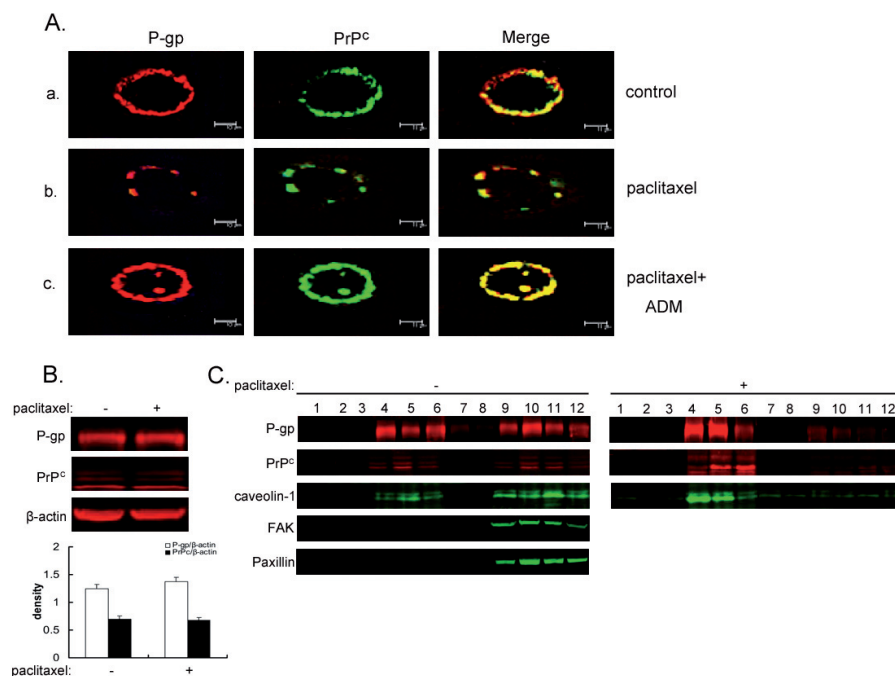 A.
P-gp PrPᶜ Merge
a. control
b. paclitaxel
c. paclitaxel+
ADM
B.
paclitaxel: - +
P-gp
PrPᶜ
β-actin
P-gp/β-actin
PrPc/β-actin
density
2
1.5
1
0.5
0
paclitaxel: - +
C.
paclitaxel: - +
1 2 3 4 5 6 7 8 9 10 11 12 1 2 3 4 5 6 7 8 9 10 11 12
P-gp
PrPᶜ
caveolin-1
FAK
Paxillin